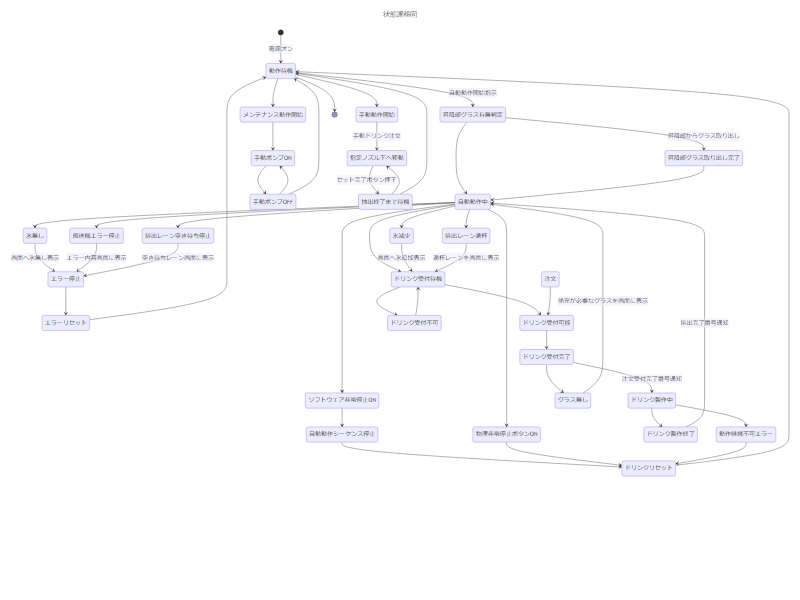 状態遷移図
電源オン
動作待機
自動動作開始指示
メンテナンス動作開始
手動動作開始
昇降部グラス有無判定
手動ドリンク注文
昇降部からグラス取り出し
手動ポンプON
指定ノズル下へ移動
昇降部グラス取り出し完了
セット完了ボタン押下
手動ポンプOFF
抽出終了まで待機
自動動作中
氷無し
搬送機エラー停止
排出レーン空き待ち停止
氷減少
排出レーン満杯
画面へ氷無し表示
エラー内容画面に表示
空き待ちレーン画面に表示
画面へ氷追加表示
満杯レーンを画面に表示
エラー停止
ドリンク受付待機
注文
補充が必要なグラスを画面に表示
エラーリセット
ドリンク受付不可
ドリンク受付可能
排出完了番号通知
ドリンク受付完了
注文受付完了番号通知
ソフトウェア非常停止ON
グラス無し
ドリンク製作中
自動動作シーケンス停止
物理非常停止ボタンON
ドリンク製作終了
動作継続不可エラー
ドリンクリセット